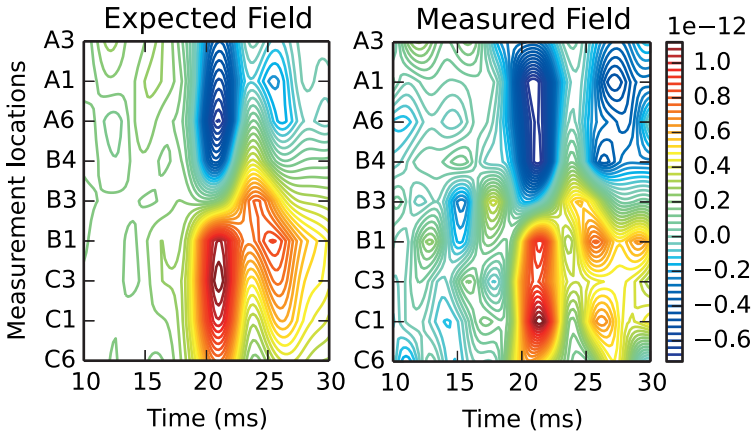 Expected Field
Measured Field
1e−12
Measurement locations
A3
A1
A6
B4
B3
B1
C3
C1
C6
10
15
20
25
30
Time (ms)
A3
A1
A6
B4
B3
B1
C3
C1
C6
10
15
20
25
30
Time (ms)
1.0
0.8
0.6
0.4
0.2
0.0
−0.2
−0.4
−0.6